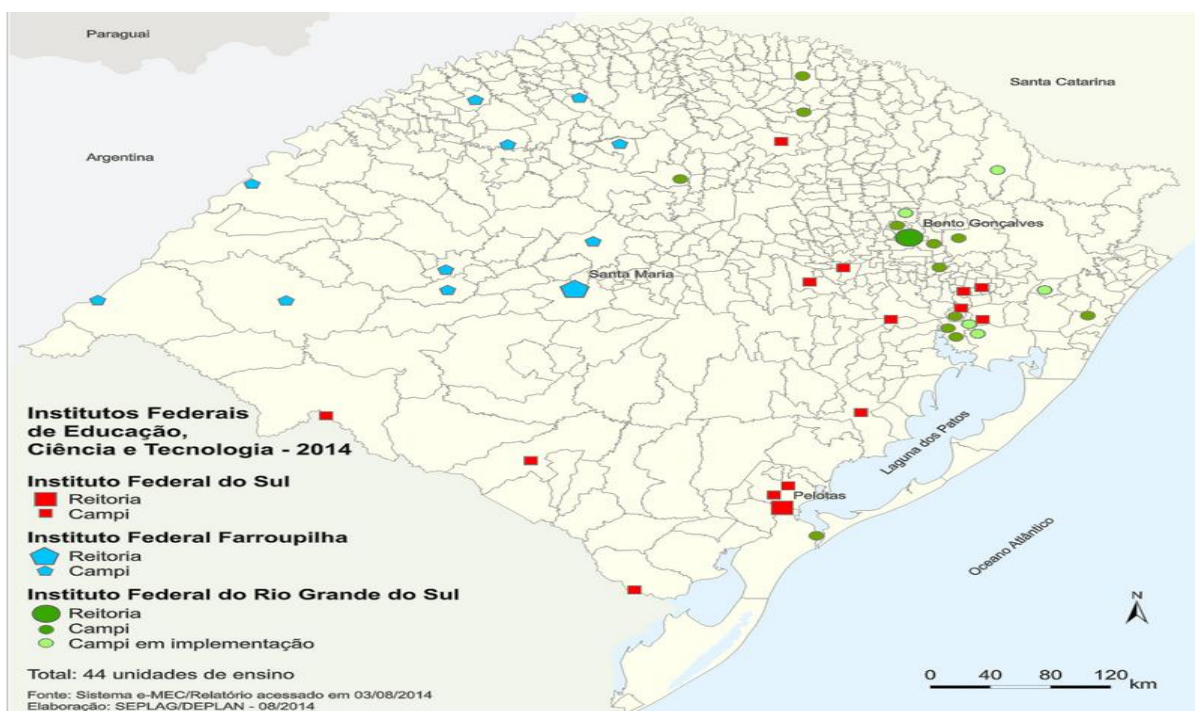 Paraguai
Santa Catarina
Argentina
Bento Gonçalves
Santa Maria
Laguna dos Patos
Pelotas
Oceano Atlântico
Institutos Federais
de Educação,
Ciência e Tecnologia - 2014
Instituto Federal do Sul
Reitoria
Campi
Instituto Federal Farroupilha
Reitoria
Campi
Instituto Federal do Rio Grande do Sul
Reitoria
Campi
Campi em implementação
Total: 44 unidades de ensino
Fonte: Sistema e-MEC/Relatório acessado em 03/08/2014
Elaboração: SEPLAG/DEPLAN - 08/2014
N
0 40 80 120
km